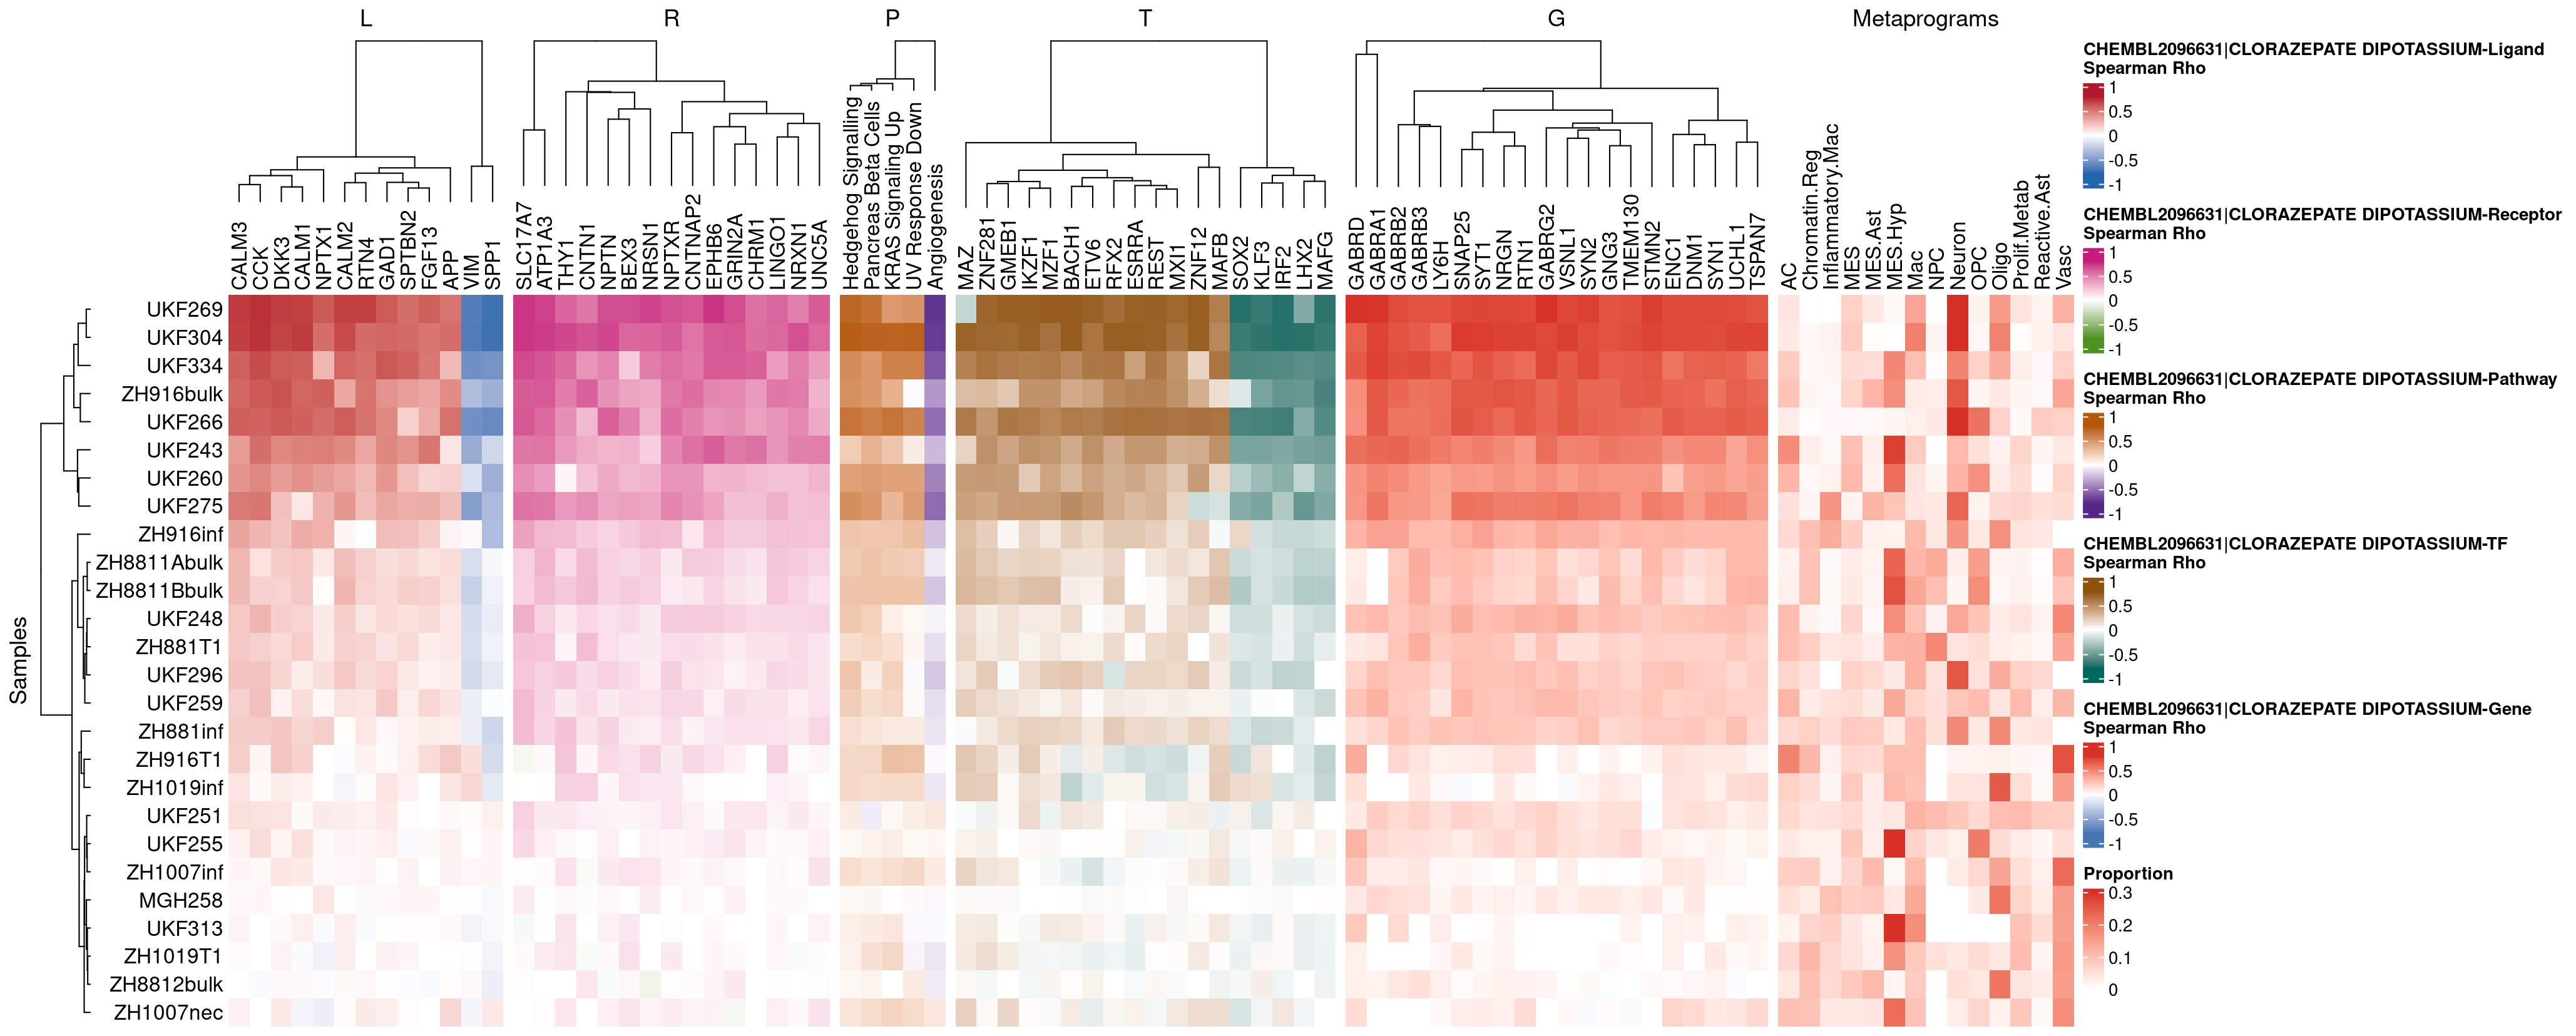 L
R
P
T
G
Metaprograms
CALM3
CCK
DKK3
CALM1
NPTX1
CALM2
RTN4
GAD1
SPTBN2
FGF13
APP
VIM
SPP1
SLC17A7
ATP1A3
THY1
CNTN1
NPTN
BEX3
NRSN1
NPTXR
CNTNAP2
EPHB6
GRIN2A
CHRM1
LINGO1
NRXN1
UNC5A
Hedgehog Signalling
Pancreas Beta Cells
KRAS Signaling Up
UV Response Down
Angiogenesis
MAZ
ZNF281
GMEB1
IKZF1
MZF1
BACH1
ETV6
RFX2
ESRRA
REST
MXI1
ZNF12
MAFB
SOX2
KLF3
IRF2
LHX2
MAFG
GABRD
GABRA1
GABRB2
GABRB3
LY6H
SNAP25
SYT1
NRGN
RTN1
GABRG2
VSNL1
SYN2
GNG3
TMEM130
STMN2
ENC1
DNM1
SYN1
UCHL1
TSPAN7
AC
Chromatin.Reg
Inflammatory.Mac
MES
MES.Ast
MES.Hyp
Mac
NPC
Neuron
OPC
Oligo
Prolif.Metab
Reactive.Ast
Vasc
Samples
UKF269
UKF304
UKF334
ZH916bulk
UKF266
UKF243
UKF260
UKF275
ZH916inf
ZH8811Abulk
ZH8811Bbulk
UKF248
ZH881T1
UKF296
UKF259
ZH881inf
ZH916T1
ZH1019inf
UKF251
UKF255
ZH1007inf
MGH258
UKF313
ZH1019T1
ZH8812bulk
ZH1007nec
CHEMBL2096631|CLORAZEPATE DIPOTASSIUM-Ligand
Spearman Rho
1
0.5
0
-0.5
-1
CHEMBL2096631|CLORAZEPATE DIPOTASSIUM-Receptor
Spearman Rho
1
0.5
0
-0.5
-1
CHEMBL2096631|CLORAZEPATE DIPOTASSIUM-Pathway
Spearman Rho
1
0.5
0
-0.5
-1
CHEMBL2096631|CLORAZEPATE DIPOTASSIUM-TF
Spearman Rho
1
0.5
0
-0.5
-1
CHEMBL2096631|CLORAZEPATE DIPOTASSIUM-Gene
Spearman Rho
1
0.5
0
-0.5
-1
Proportion
0.3
0.2
0.1
0